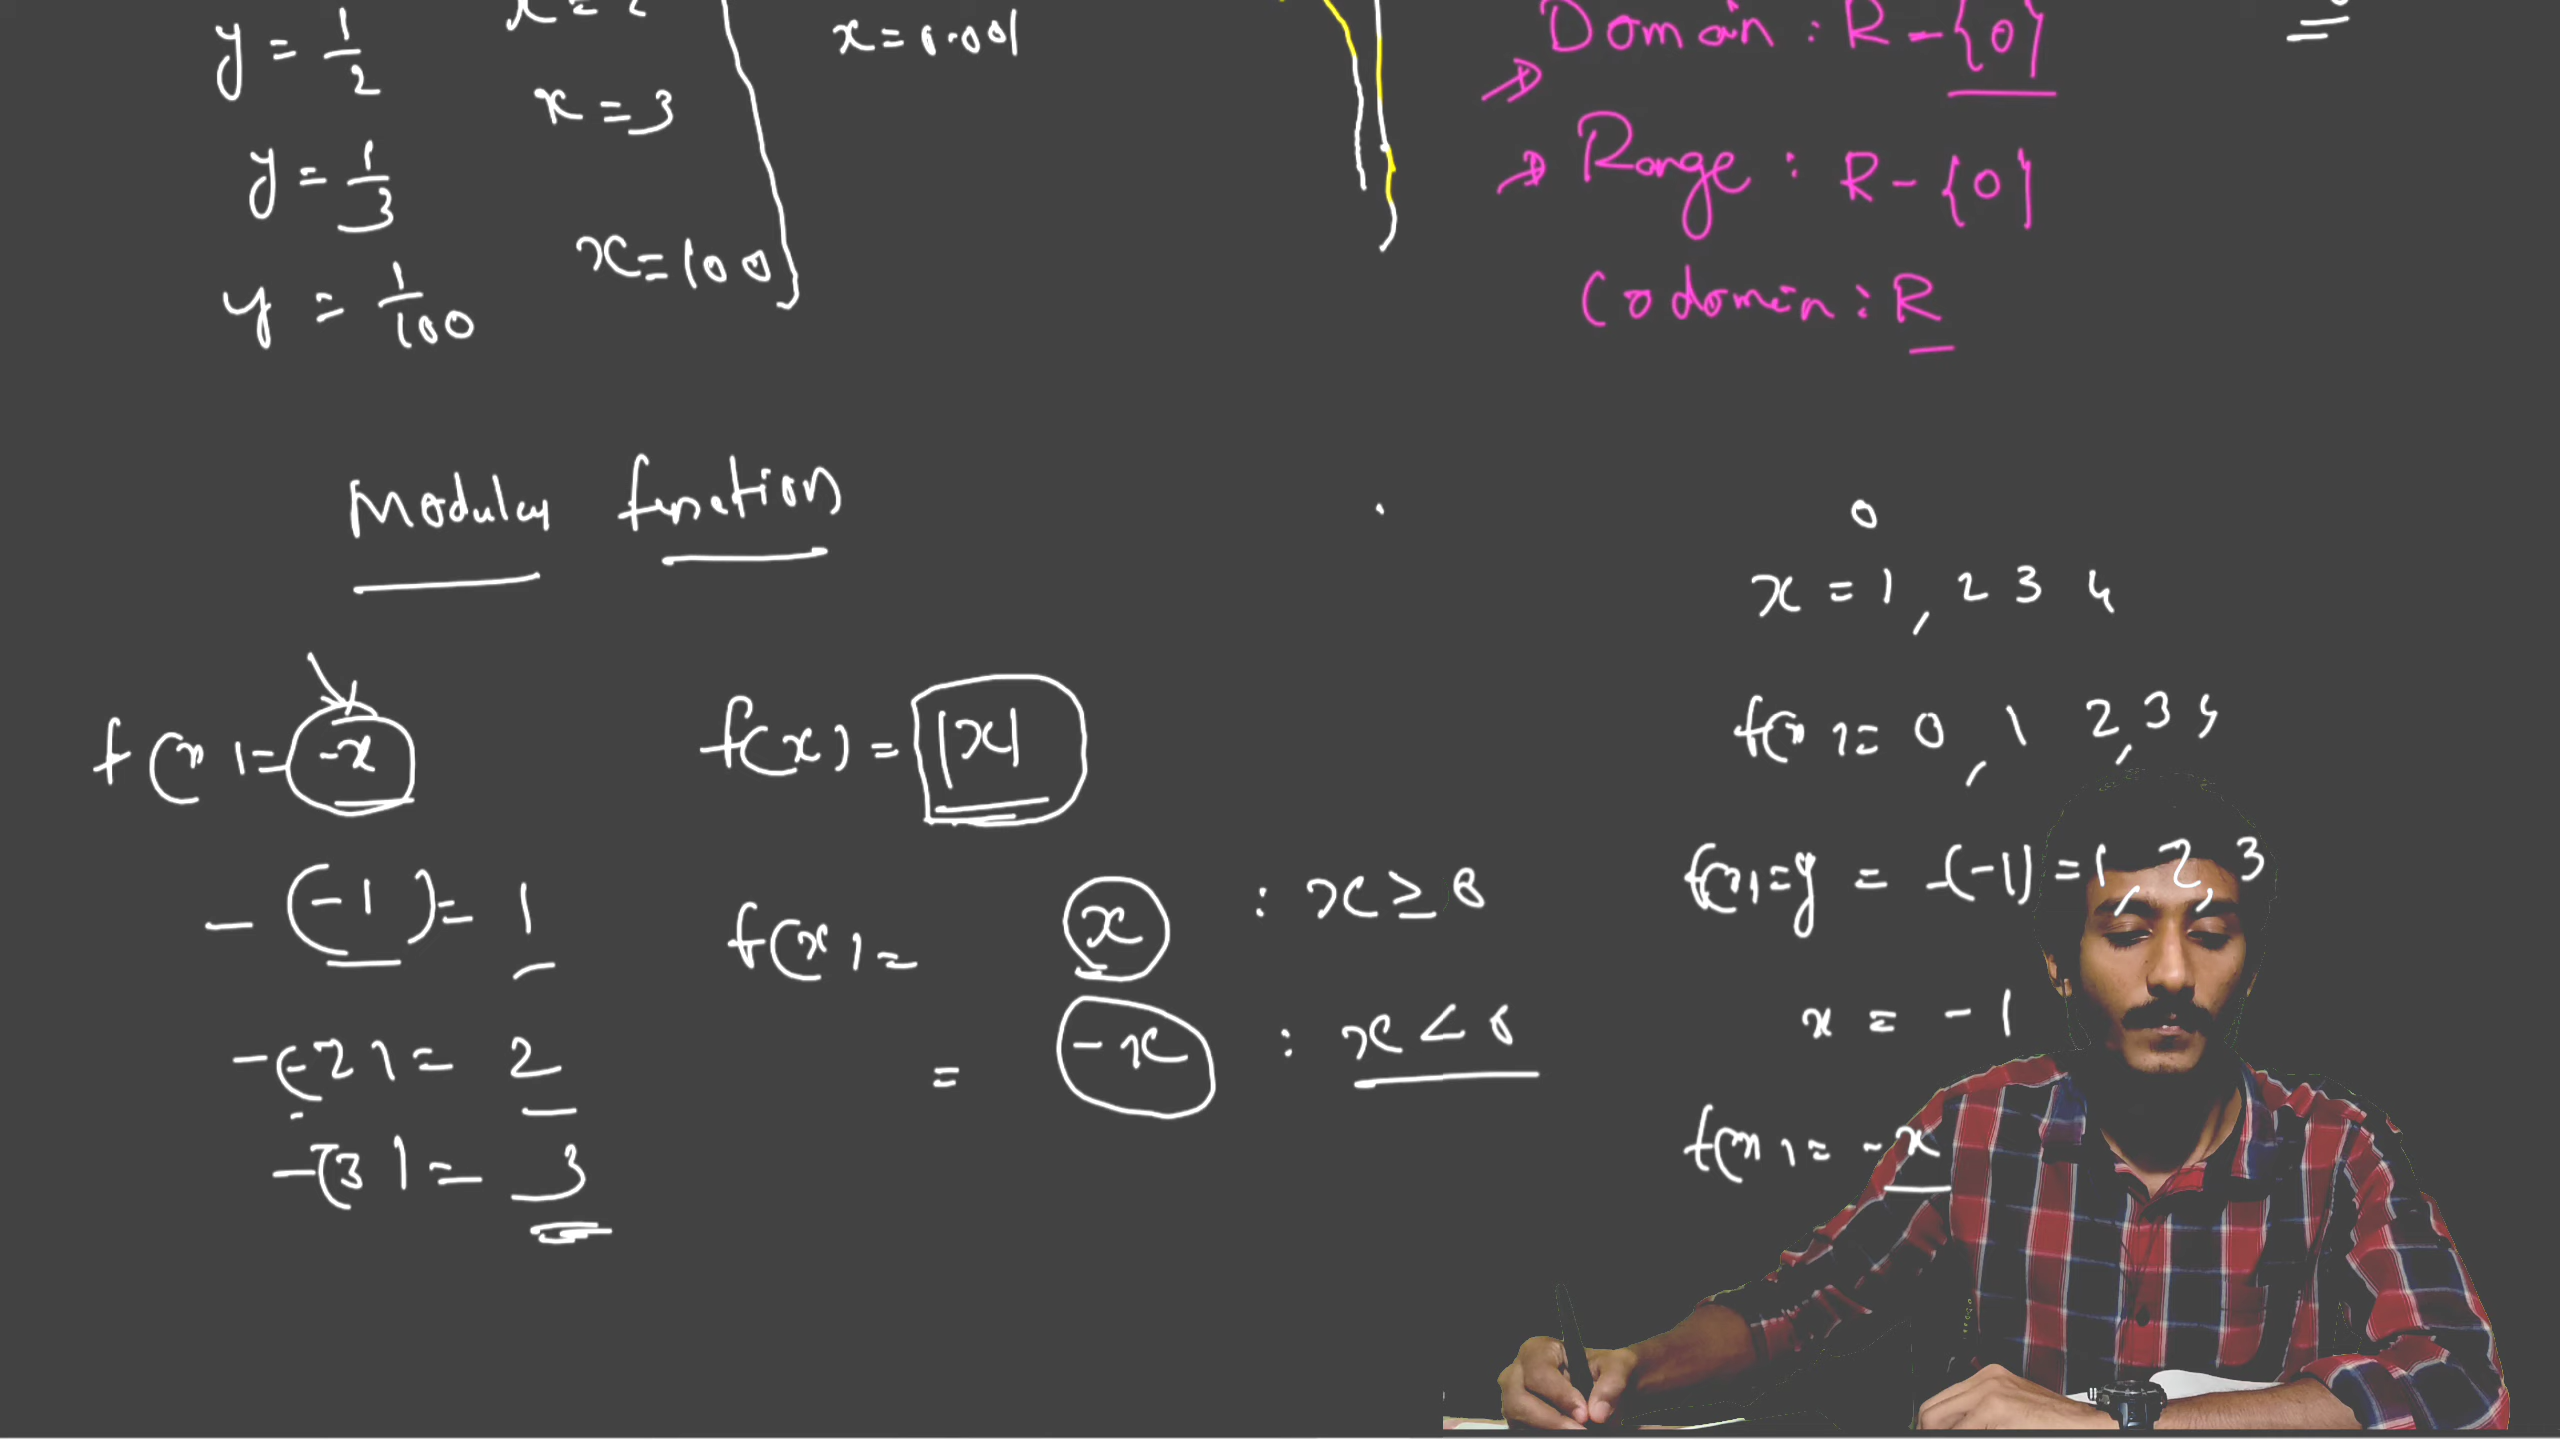 y = 1/2
x = 0.001
Domain : R - {0}
x = 3
y = 1/3
Range : R - {0}
x = 100
y = 1/100
Codomin : R
Modular function
0
x = 1, 2 3 4
f(x) = -x
f(x) = |x|
f(x) = 0, 1 2, 3 4
-(-1) = 1
f(x) = x : x ≥ 0
f(x) = y = -(-1) = 1, 2, 3
-(-2) = 2
= -x : x < 0
x = -1
-(-3) = 3
f(x) = -x